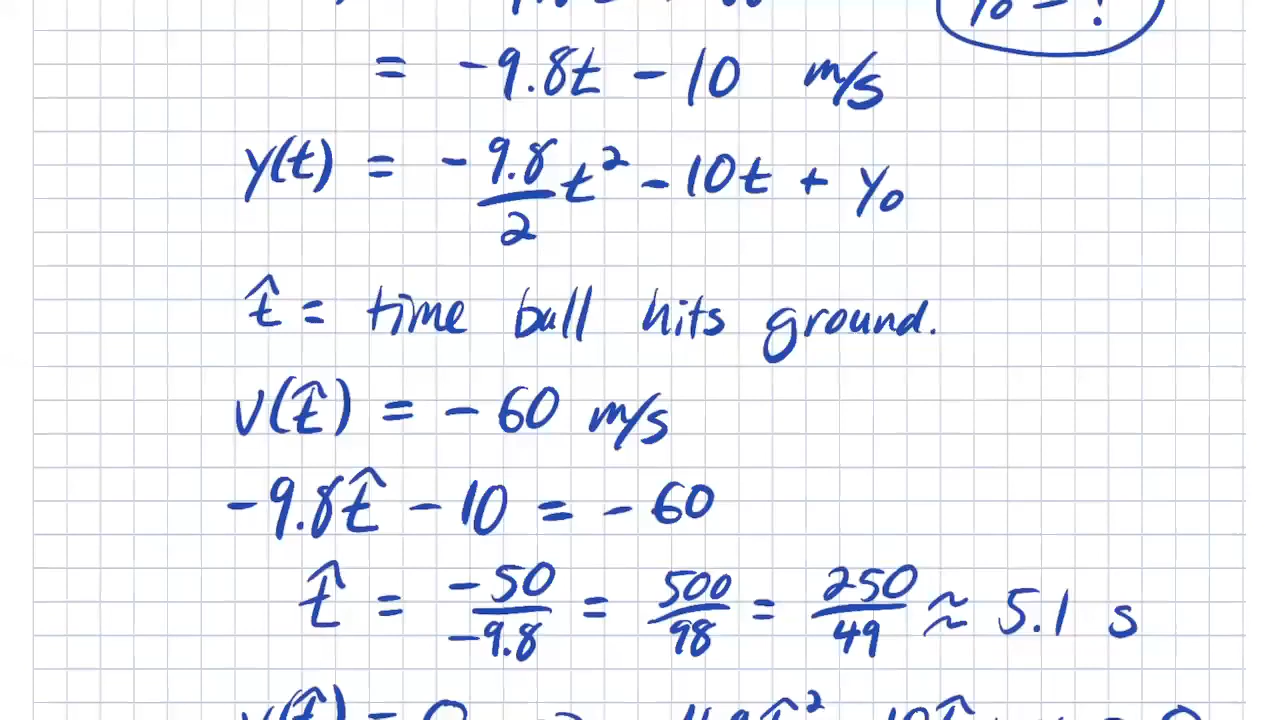 y₀ = ?
= -9.8t - 10 m/s
y(t) = -9.8/2 t² - 10t + y₀
t̂ = time ball hits ground.
v(t̂) = -60 m/s
-9.8t̂ - 10 = -60
t̂ = -50/-9.8 = 500/98 = 250/49 ≈ 5.1 s